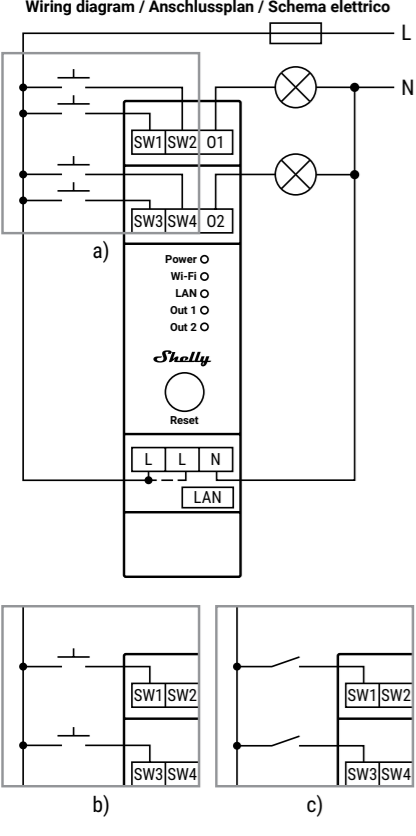 Wiring diagram / Anschlussplan / Schema elettrico
L
N
SW1 SW2 O1
SW3 SW4 O2
a)
Power
Wi-Fi
LAN
Out 1
Out 2
Shelly
Reset
L L N
LAN
SW1 SW2
SW3 SW4
b)
SW1 SW2
SW3 SW4
c)